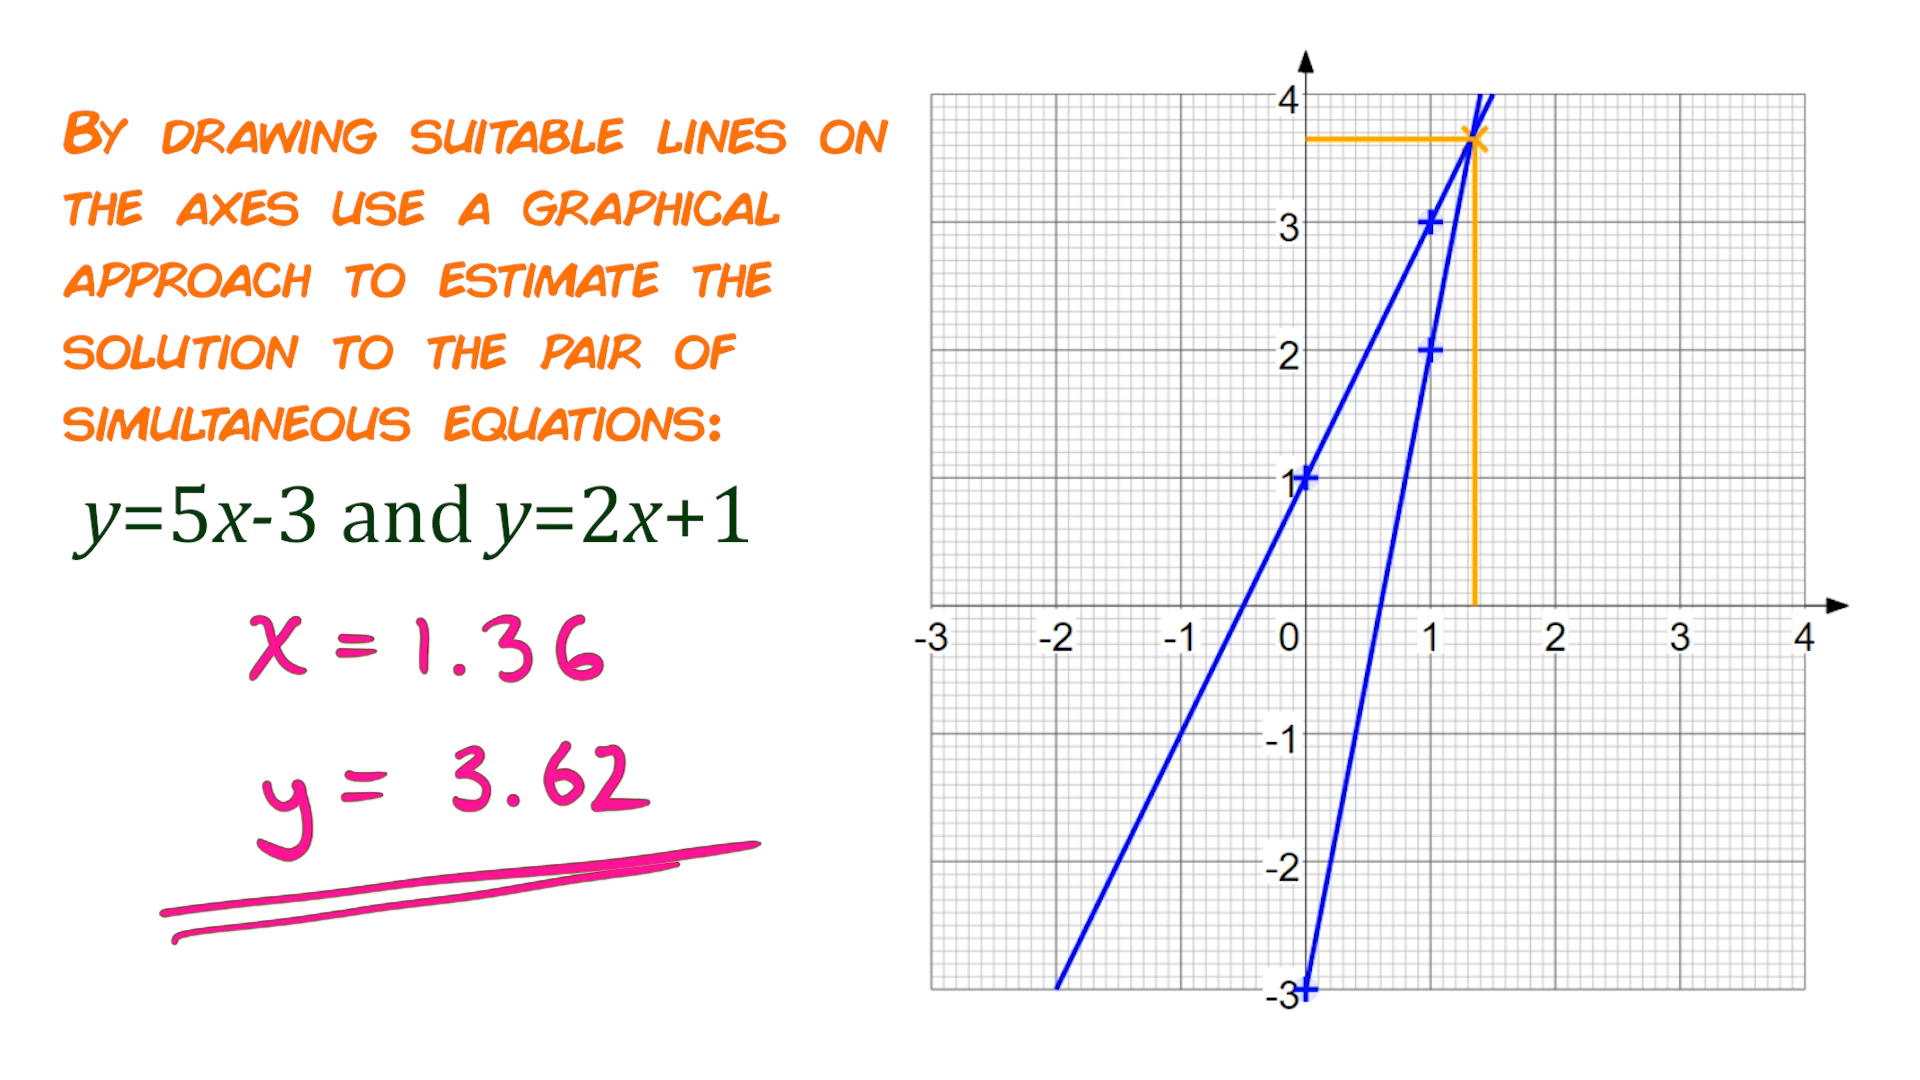 By drawing suitable lines on
the axes use a graphical
approach to estimate the
solution to the pair of
simultaneous equations:
y=5x-3 and y=2x+1
x = 1.36
y = 3.62
4
3
2
1
-3 -2 -1 0 1 2 3 4
-1
-2
-3